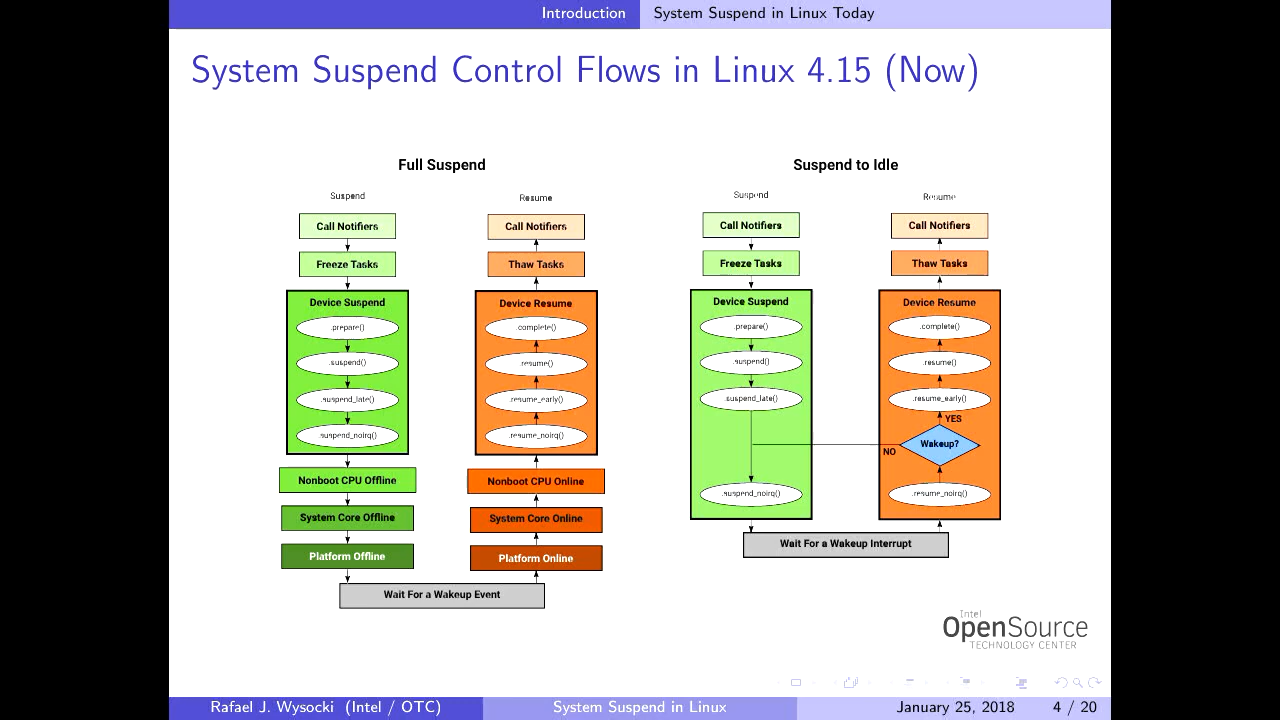 Introduction System Suspend in Linux Today
System Suspend Control Flows in Linux 4.15 (Now)
Full Suspend
Suspend
Call Notifiers
Freeze Tasks
Device Suspend
.prepare()
.suspend()
.suspend_late()
.suspend_noirq()
Nonboot CPU Offline
System Core Offline
Platform Offline
Resume
Call Notifiers
Thaw Tasks
Device Resume
.complete()
.resume()
.resume_early()
.resume_noirq()
Nonboot CPU Online
System Core Online
Platform Online
Wait For a Wakeup Event
Suspend to Idle
Suspend
Call Notifiers
Freeze Tasks
Device Suspend
.prepare()
.suspend()
.suspend_late()
.suspend_noirq()
Resume
Call Notifiers
Thaw Tasks
Device Resume
.complete()
.resume()
.resume_early()
YES
Wakeup?
NO
.resume_noirq()
Wait For a Wakeup Interrupt
Intel
OpenSource
TECHNOLOGY CENTER
Rafael J. Wysocki (Intel / OTC) System Suspend in Linux January 25, 2018 4 / 20